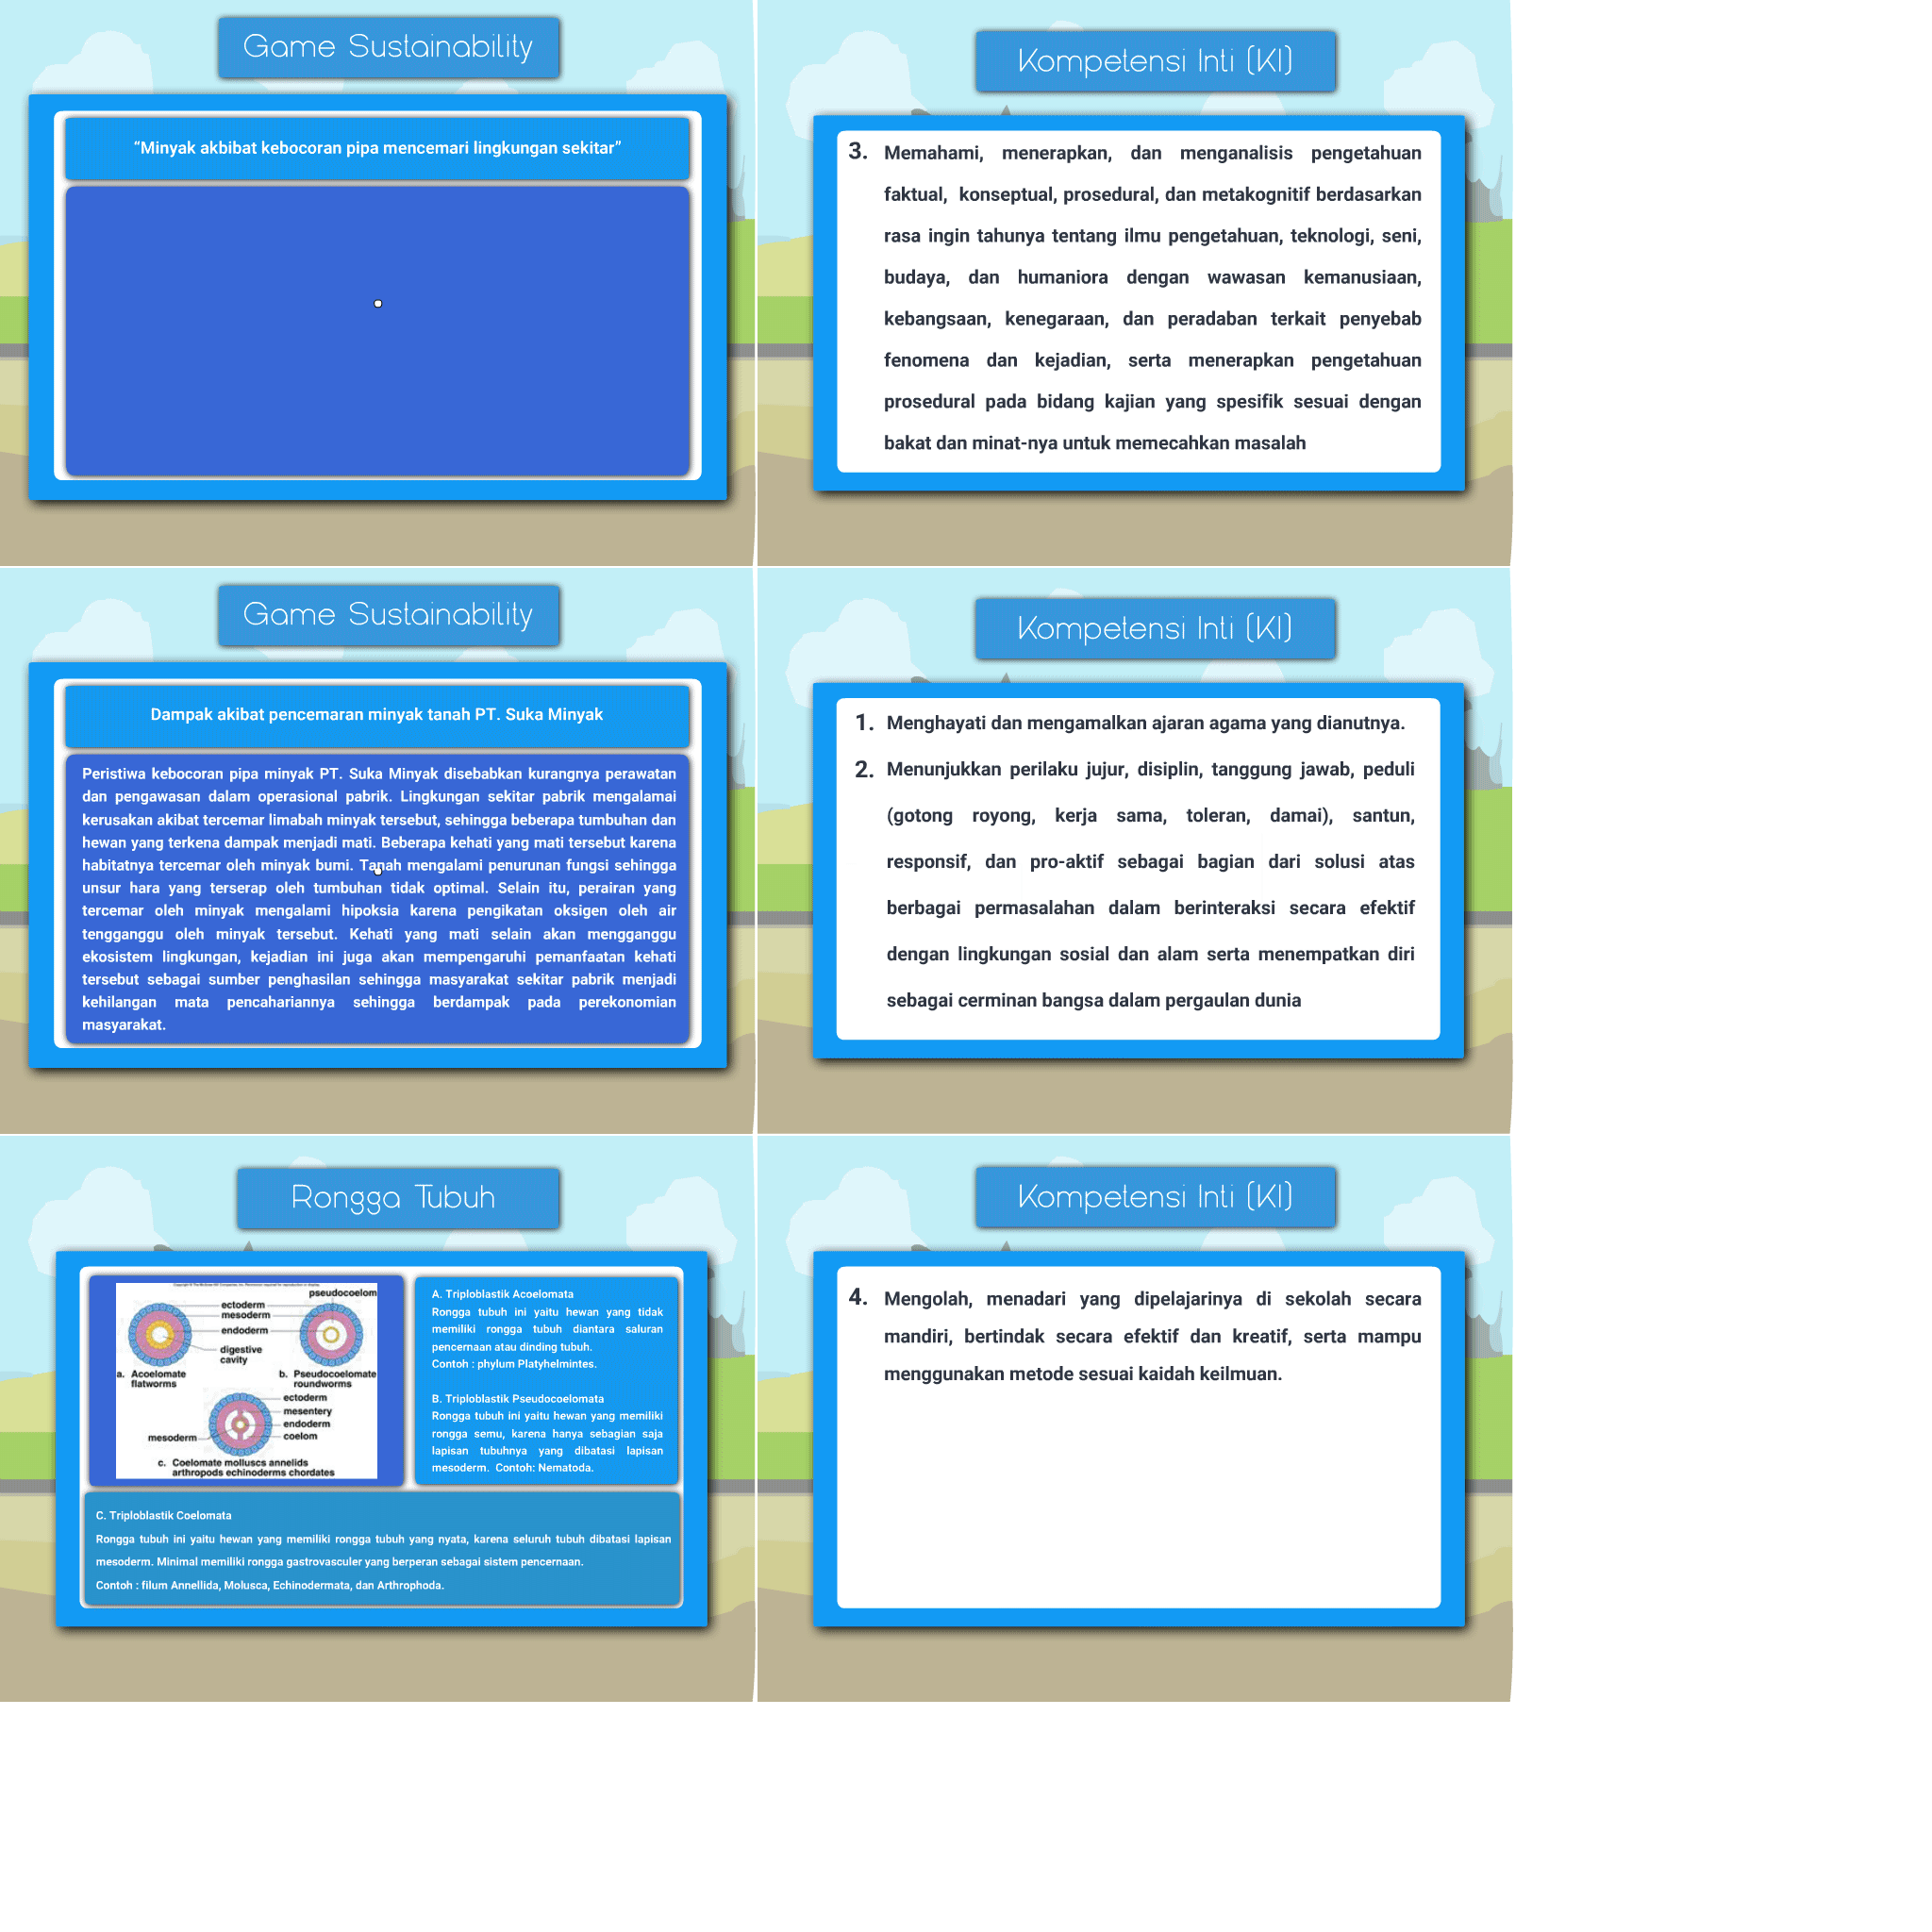 Game Sustainability
“Minyak akbibat kebocoran pipa mencemari lingkungan sekitar”
Kompetensi Inti (KI)
3. Memahami, menerapkan, dan menganalisis pengetahuan
faktual, konseptual, prosedural, dan metakognitif berdasarkan
rasa ingin tahunya tentang ilmu pengetahuan, teknologi, seni,
budaya, dan humaniora dengan wawasan kemanusiaan,
kebangsaan, kenegaraan, dan peradaban terkait penyebab
fenomena dan kejadian, serta menerapkan pengetahuan
prosedural pada bidang kajian yang spesifik sesuai dengan
bakat dan minat-nya untuk memecahkan masalah
Game Sustainability
Dampak akibat pencemaran minyak tanah PT. Suka Minyak
Peristiwa kebocoran pipa minyak PT. Suka Minyak disebabkan kurangnya perawatan
dan pengawasan dalam operasional pabrik. Lingkungan sekitar pabrik mengalamai
kerusakan akibat tercemar limabah minyak tersebut, sehingga beberapa tumbuhan dan
hewan yang terkena dampak menjadi mati. Beberapa kehati yang mati tersebut karena
habitatnya tercemar oleh minyak bumi. Tanah mengalami penurunan fungsi sehingga
unsur hara yang terserap oleh tumbuhan tidak optimal. Selain itu, perairan yang
tercemar oleh minyak mengalami hipoksia karena pengikatan oksigen oleh air
tengganggu oleh minyak tersebut. Kehati yang mati selain akan mengganggu
ekosistem lingkungan, kejadian ini juga akan mempengaruhi pemanfaatan kehati
tersebut sebagai sumber penghasilan sehingga masyarakat sekitar pabrik menjadi
kehilangan mata pencahariannya sehingga berdampak pada perekonomian
masyarakat.
Kompetensi Inti (KI)
1. Menghayati dan mengamalkan ajaran agama yang dianutnya.
2. Menunjukkan perilaku jujur, disiplin, tanggung jawab, peduli
(gotong royong, kerja sama, toleran, damai), santun,
responsif, dan pro-aktif sebagai bagian dari solusi atas
berbagai permasalahan dalam berinteraksi secara efektif
dengan lingkungan sosial dan alam serta menempatkan diri
sebagai cerminan bangsa dalam pergaulan dunia
Rongga Tubuh
pseudocoelom
ectoderm
mesoderm
endoderm
digestive
cavity
a. Acoelomate
flatworms
b. Pseudocoelomate
roundworms
ectoderm
mesentery
endoderm
coelom
mesoderm
c. Coelomate molluscs annelids
arthropods echinoderms chordates
A. Triploblastik Acoelomata
Rongga tubuh ini yaitu hewan yang tidak
memiliki rongga tubuh diantara saluran
pencernaan atau dinding tubuh.
Contoh : phylum Platyhelmintes.
B. Triploblastik Pseudocoelomata
Rongga tubuh ini yaitu hewan yang memiliki
rongga semu, karena hanya sebagian saja
lapisan tubuhnya yang dibatasi lapisan
mesoderm. Contoh: Nematoda.
C. Triploblastik Coelomata
Rongga tubuh ini yaitu hewan yang memiliki rongga tubuh yang nyata, karena seluruh tubuh dibatasi lapisan
mesoderm. Minimal memiliki rongga gastrovasculer yang berperan sebagai sistem pencernaan.
Contoh : filum Annellida, Molusca, Echinodermata, dan Arthrophoda.
Kompetensi Inti (KI)
4. Mengolah, menadari yang dipelajarinya di sekolah secara
mandiri, bertindak secara efektif dan kreatif, serta mampu
menggunakan metode sesuai kaidah keilmuan.